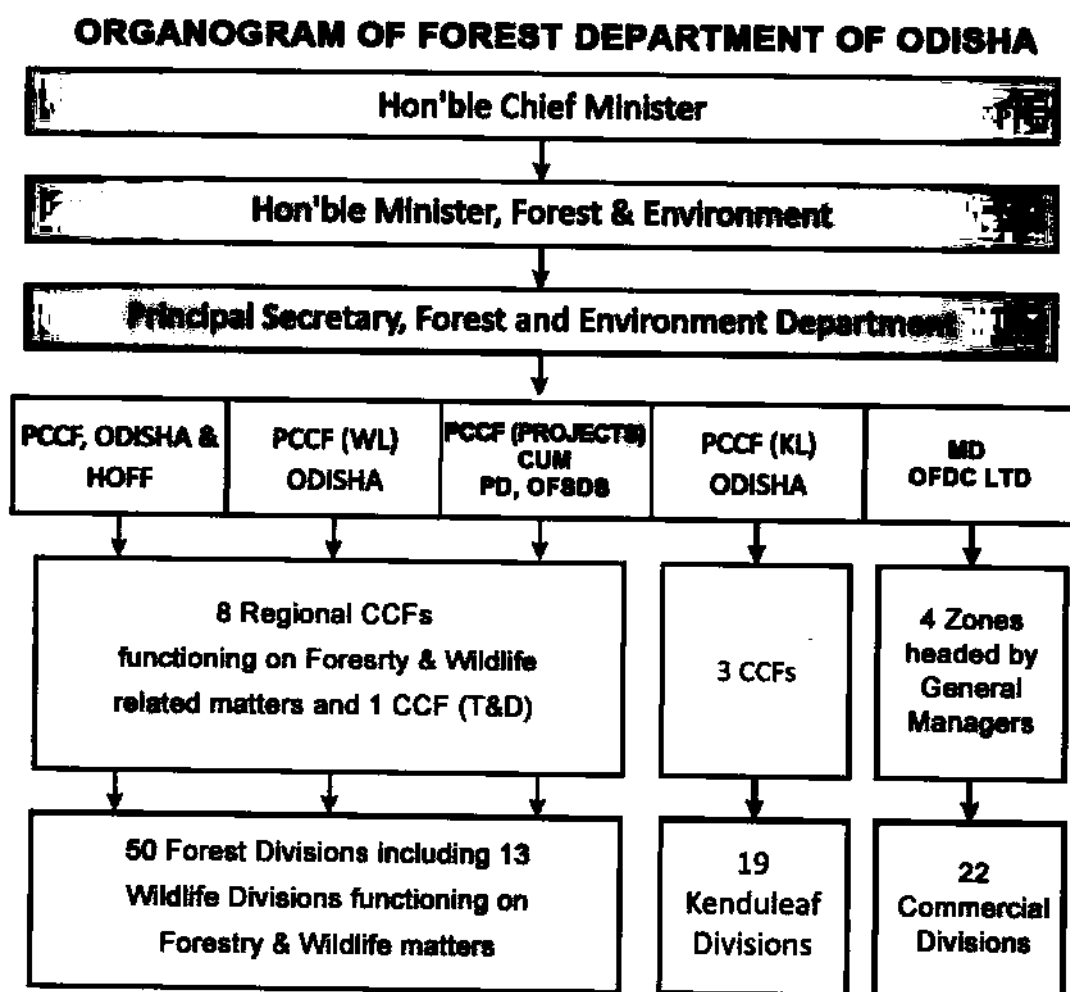 ORGANOGRAM OF FOREST DEPARTMENT OF ODISHA
Hon'ble Chief Minister
Hon'ble Minister, Forest & Environment
Principal Secretary, Forest and Environment Department
PCCF, ODISHA &
HOFF
PCCF (WL)
ODISHA
PCCF (PROJECTS)
CUM
PD, OFSDS
PCCF (KL)
ODISHA
MD
OFDC LTD
8 Regional CCFs
functioning on Foresrty & Wildlife
related matters and 1 CCF (T&D)
3 CCFs
4 Zones
headed by
General
Managers
50 Forest Divisions including 13
Wildlife Divisions functioning on
Forestry & Wildlife matters
19
Kenduleaf
Divisions
22
Commercial
Divisions